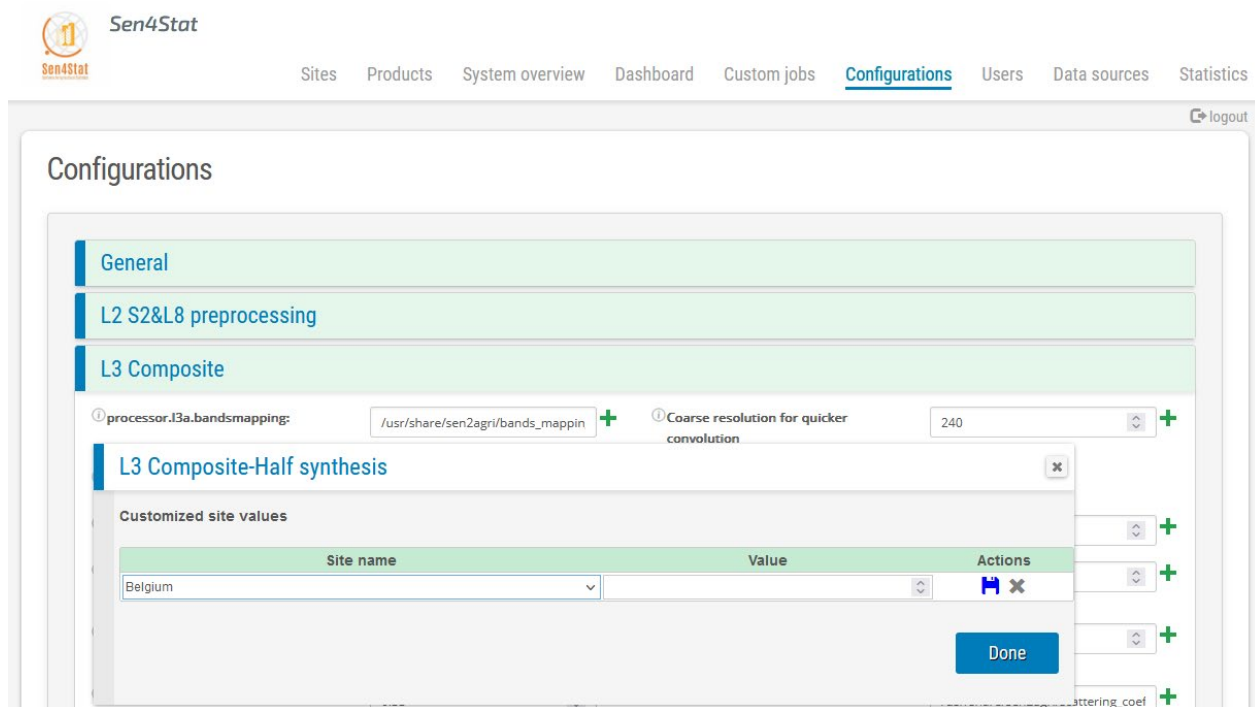 Sen4Stat
Sen4Stat
Sites Products System overview Dashboard Custom jobs Configurations Users Data sources Statistics
logout
Configurations
General
L2 S2&L8 preprocessing
L3 Composite
processor.l3a.bandsmapping:
/usr/share/sen2agri/bands_mappin
Coarse resolution for quicker
convolution
240
L3 Composite-Half synthesis
Customized site values
Site name Value Actions
Belgium
Done